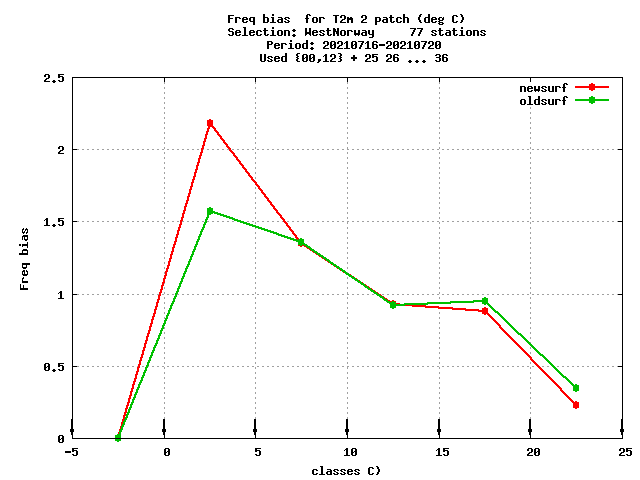 Freq bias  for T2m 2 patch (deg C)
Selection: WestNorway     77 stations
Period: 20210716-20210720
Used {00,12} + 25 26 ... 36
newsurf
oldsurf
2.5
2
1.5
1
0.5
0
Freq bias
-5 0 5 10 15 20 25
classes C)